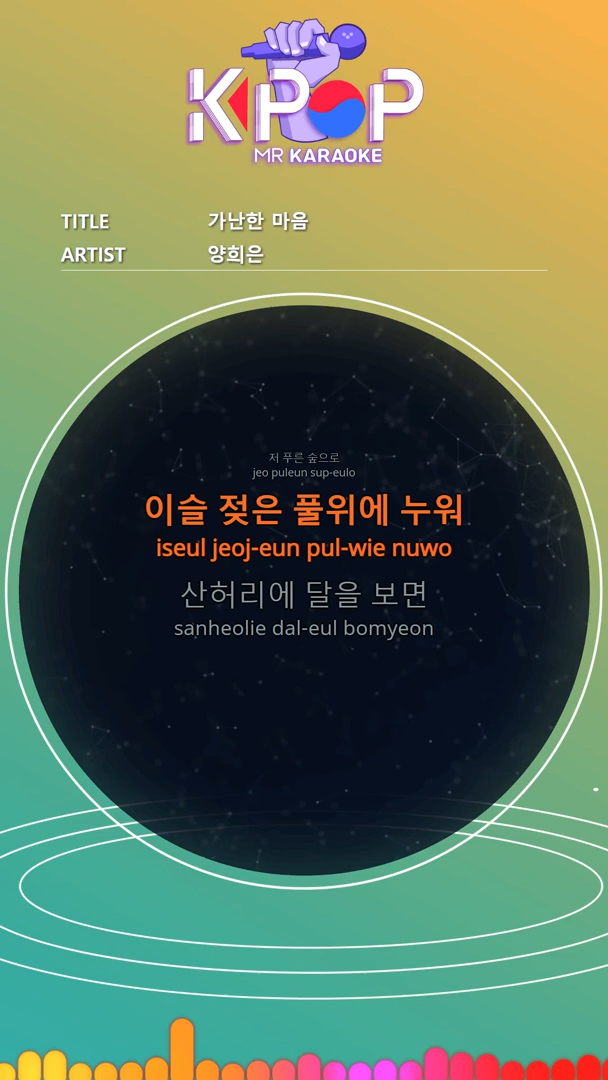 KPOP
MR KARAOKE
TITLE 가난한 마음
ARTIST 양희은
저 푸른 숲으로
jeo puleun sup-eulo
이슬 젖은 풀위에 누워
iseul jeoj-eun pul-wie nuwo
산허리에 달을 보면
sanheolie dal-eul bomyeon